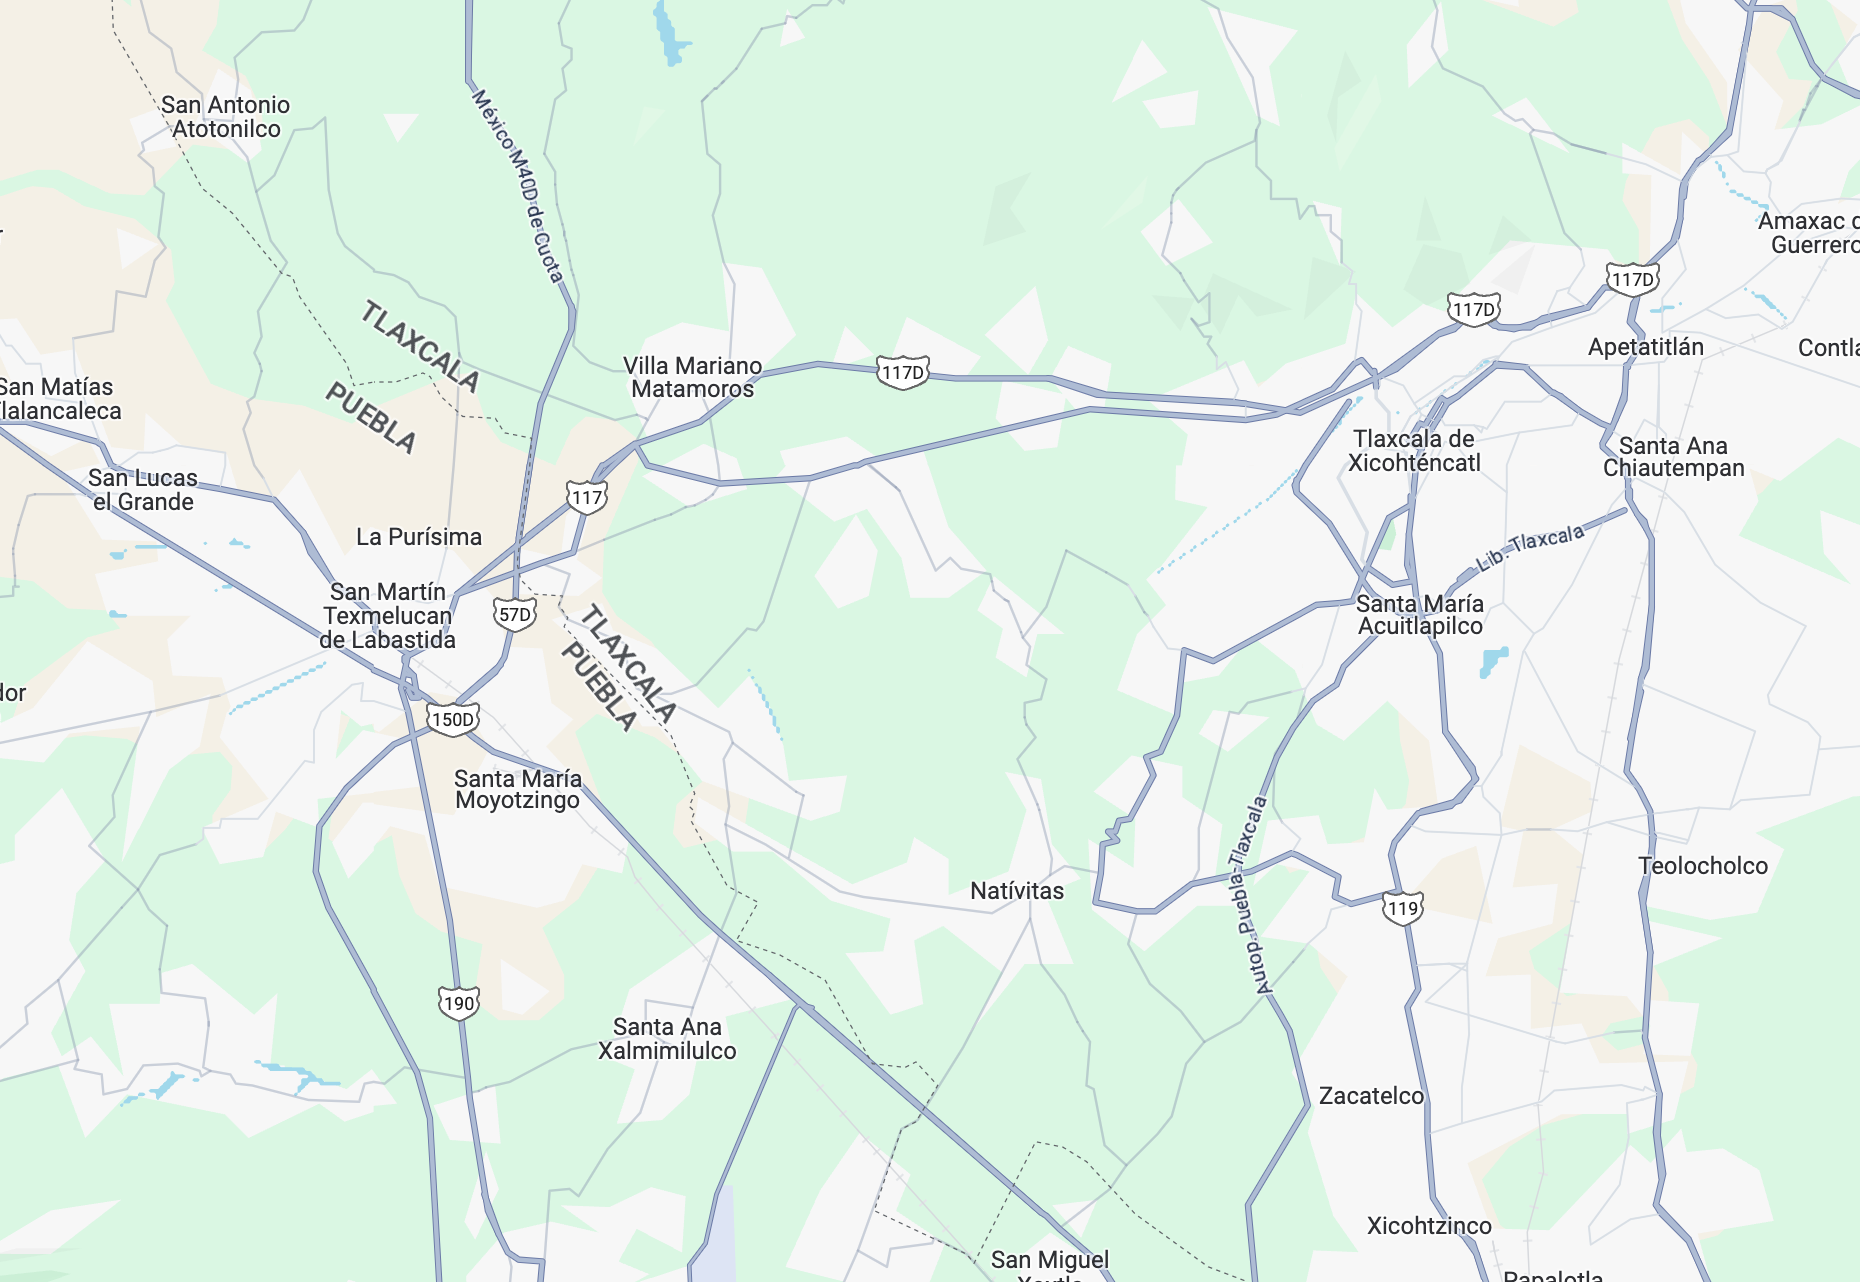 San Antonio
Atotonilco
México M40D de Cuota
Amaxac d
Guerrero
117D
117D
TLAXCALA
PUEBLA
Villa Mariano
Matamoros
117D
Apetatitlán
Contla
San Matías
Tlalancaleca
Tlaxcala de
Xicohténcatl
Santa Ana
Chiautempan
San Lucas
el Grande
117
La Purísima
Lib. Tlaxcala
San Martín
Texmelucan
de Labastida
57D
TLAXCALA
PUEBLA
Santa María
Acuitlapilco
dor
150D
Santa María
Moyotzingo
Autop. Puebla-Tlaxcala
Teolocholco
Natívitas
119
190
Santa Ana
Xalmimilulco
Zacatelco
Xicohtzinco
San Miguel
Xoxtla
Papalotla